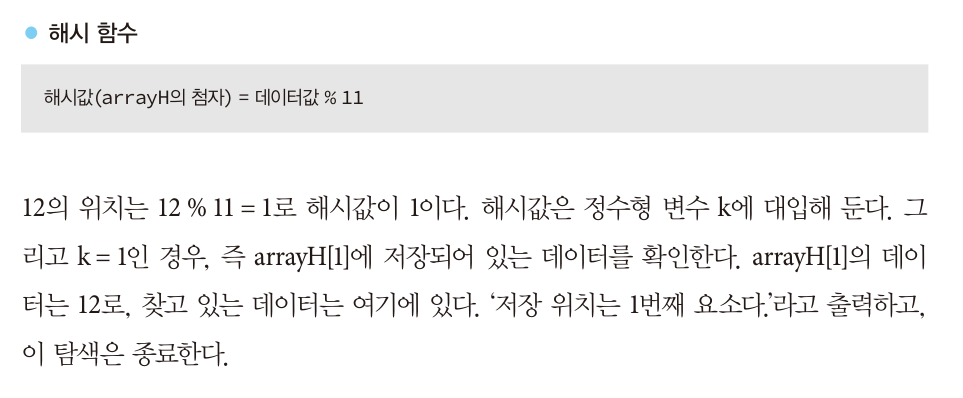 ● 해시 함수
해시값(arrayH의 첨자) = 데이터값 % 11
12의 위치는 12 % 11 = 1로 해시값이 1이다. 해시값은 정수형 변수 k에 대입해 둔다. 그
리고 k = 1인 경우, 즉 arrayH[1]에 저장되어 있는 데이터를 확인한다. arrayH[1]의 데이
터는 12로, 찾고 있는 데이터는 여기에 있다. ‘저장 위치는 1번째 요소다.’라고 출력하고,
이 탐색은 종료한다.